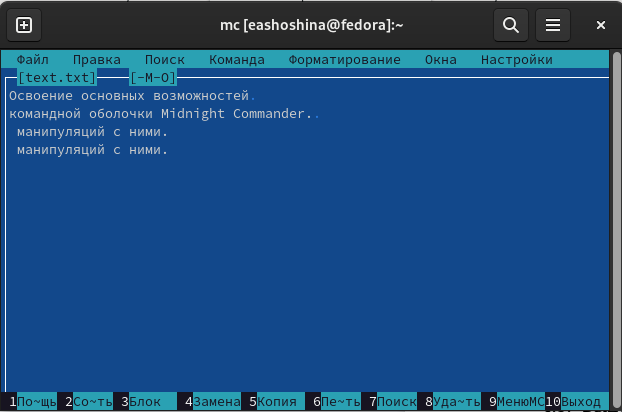 mc [eashoshina@fedora]:~
Файл Правка Поиск Команда Форматирование Окна Настройки
[text.txt] [-M-O]
Освоение основных возможностей.
командной оболочки Midnight Commander..
манипуляций с ними.
манипуляций с ними.
1По~щь 2Со~ть 3Блок 4Замена 5Копия 6Пе~ть 7Поиск 8Уда~ть 9МенюMC 10Выход